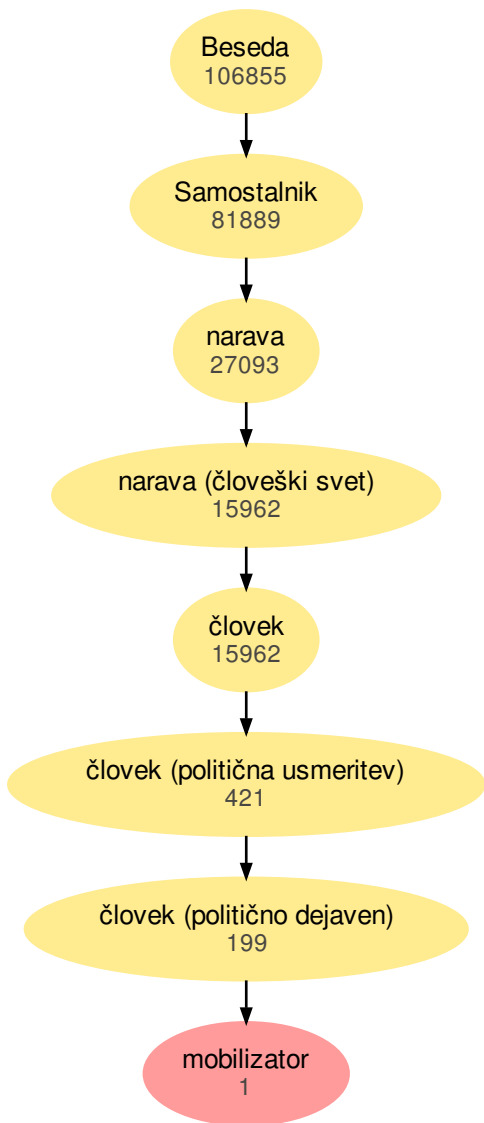 Beseda
106855
Samostalnik
81889
narava
27093
narava (človeški svet)
15962
človek
15962
človek (politična usmeritev)
421
človek (politično dejaven)
199
mobilizator
1